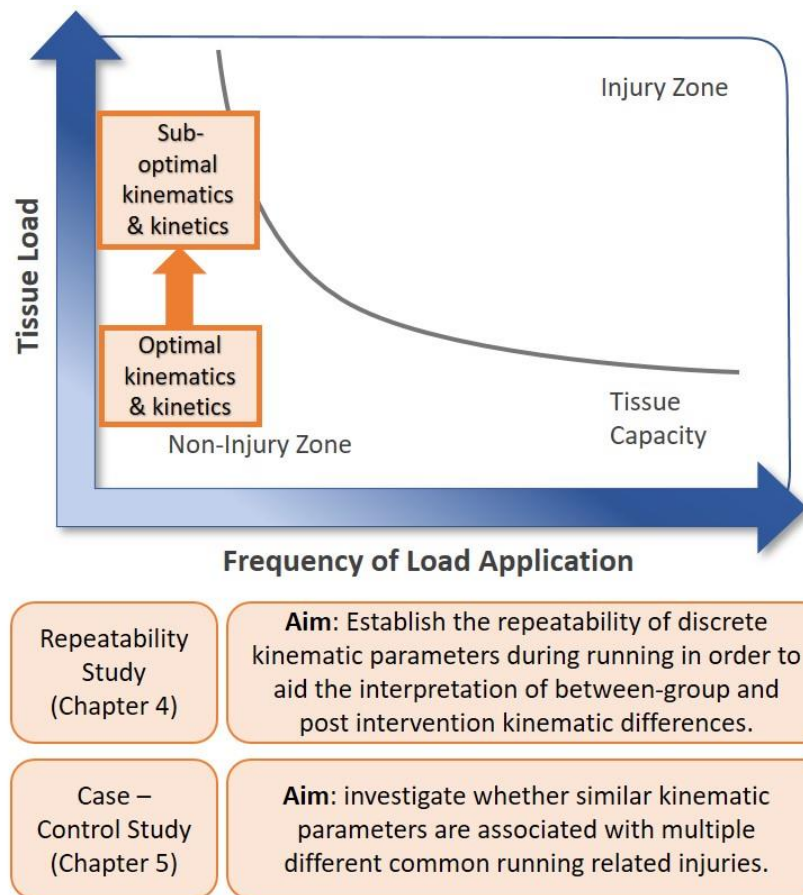 Injury Zone
Sub-
optimal
kinematics
& kinetics
Tissue Load
Optimal
kinematics
& kinetics
Tissue
Capacity
Non-Injury Zone
Frequency of Load Application
Repeatability
Study
(Chapter 4)
Aim: Establish the repeatability of discrete
kinematic parameters during running in order to
aid the interpretation of between-group and
post intervention kinematic differences.
Case –
Control Study
(Chapter 5)
Aim: investigate whether similar kinematic
parameters are associated with multiple
different common running related injuries.